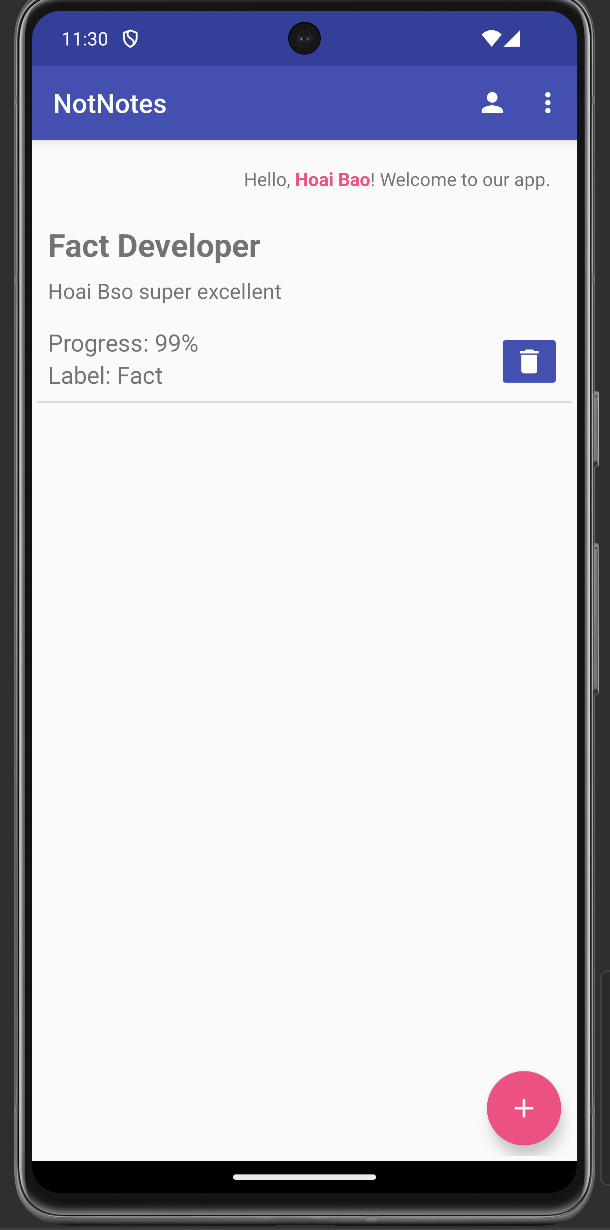 11:30
NotNotes
Hello, Hoai Bao! Welcome to our app.
Fact Developer
Hoai Bso super excellent
Progress: 99%
Label: Fact